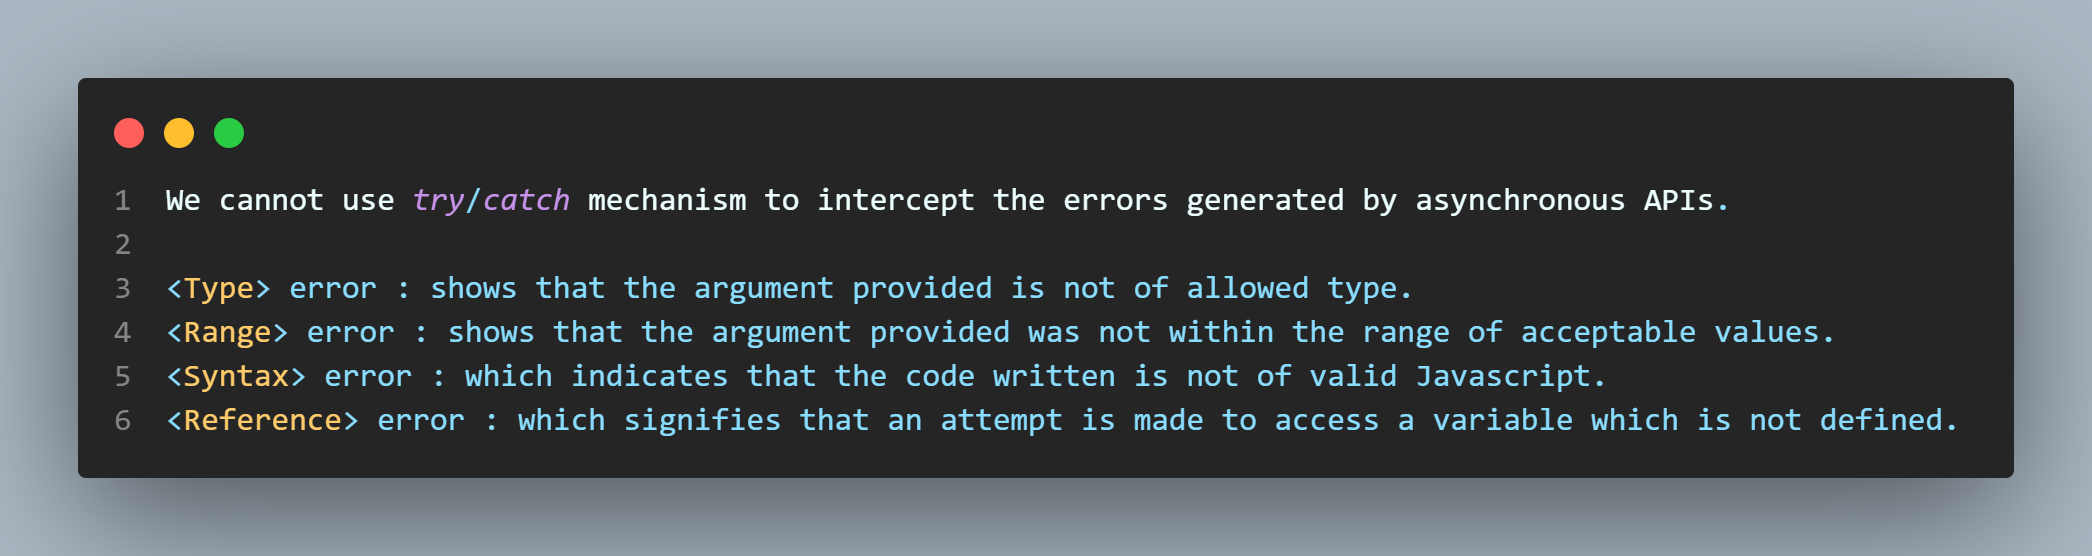 1 We cannot use try/catch mechanism to intercept the errors generated by asynchronous APIs.
2
3 <Type> error : shows that the argument provided is not of allowed type.
4 <Range> error : shows that the argument provided was not within the range of acceptable values.
5 <Syntax> error : which indicates that the code written is not of valid Javascript.
6 <Reference> error : which signifies that an attempt is made to access a variable which is not defined.